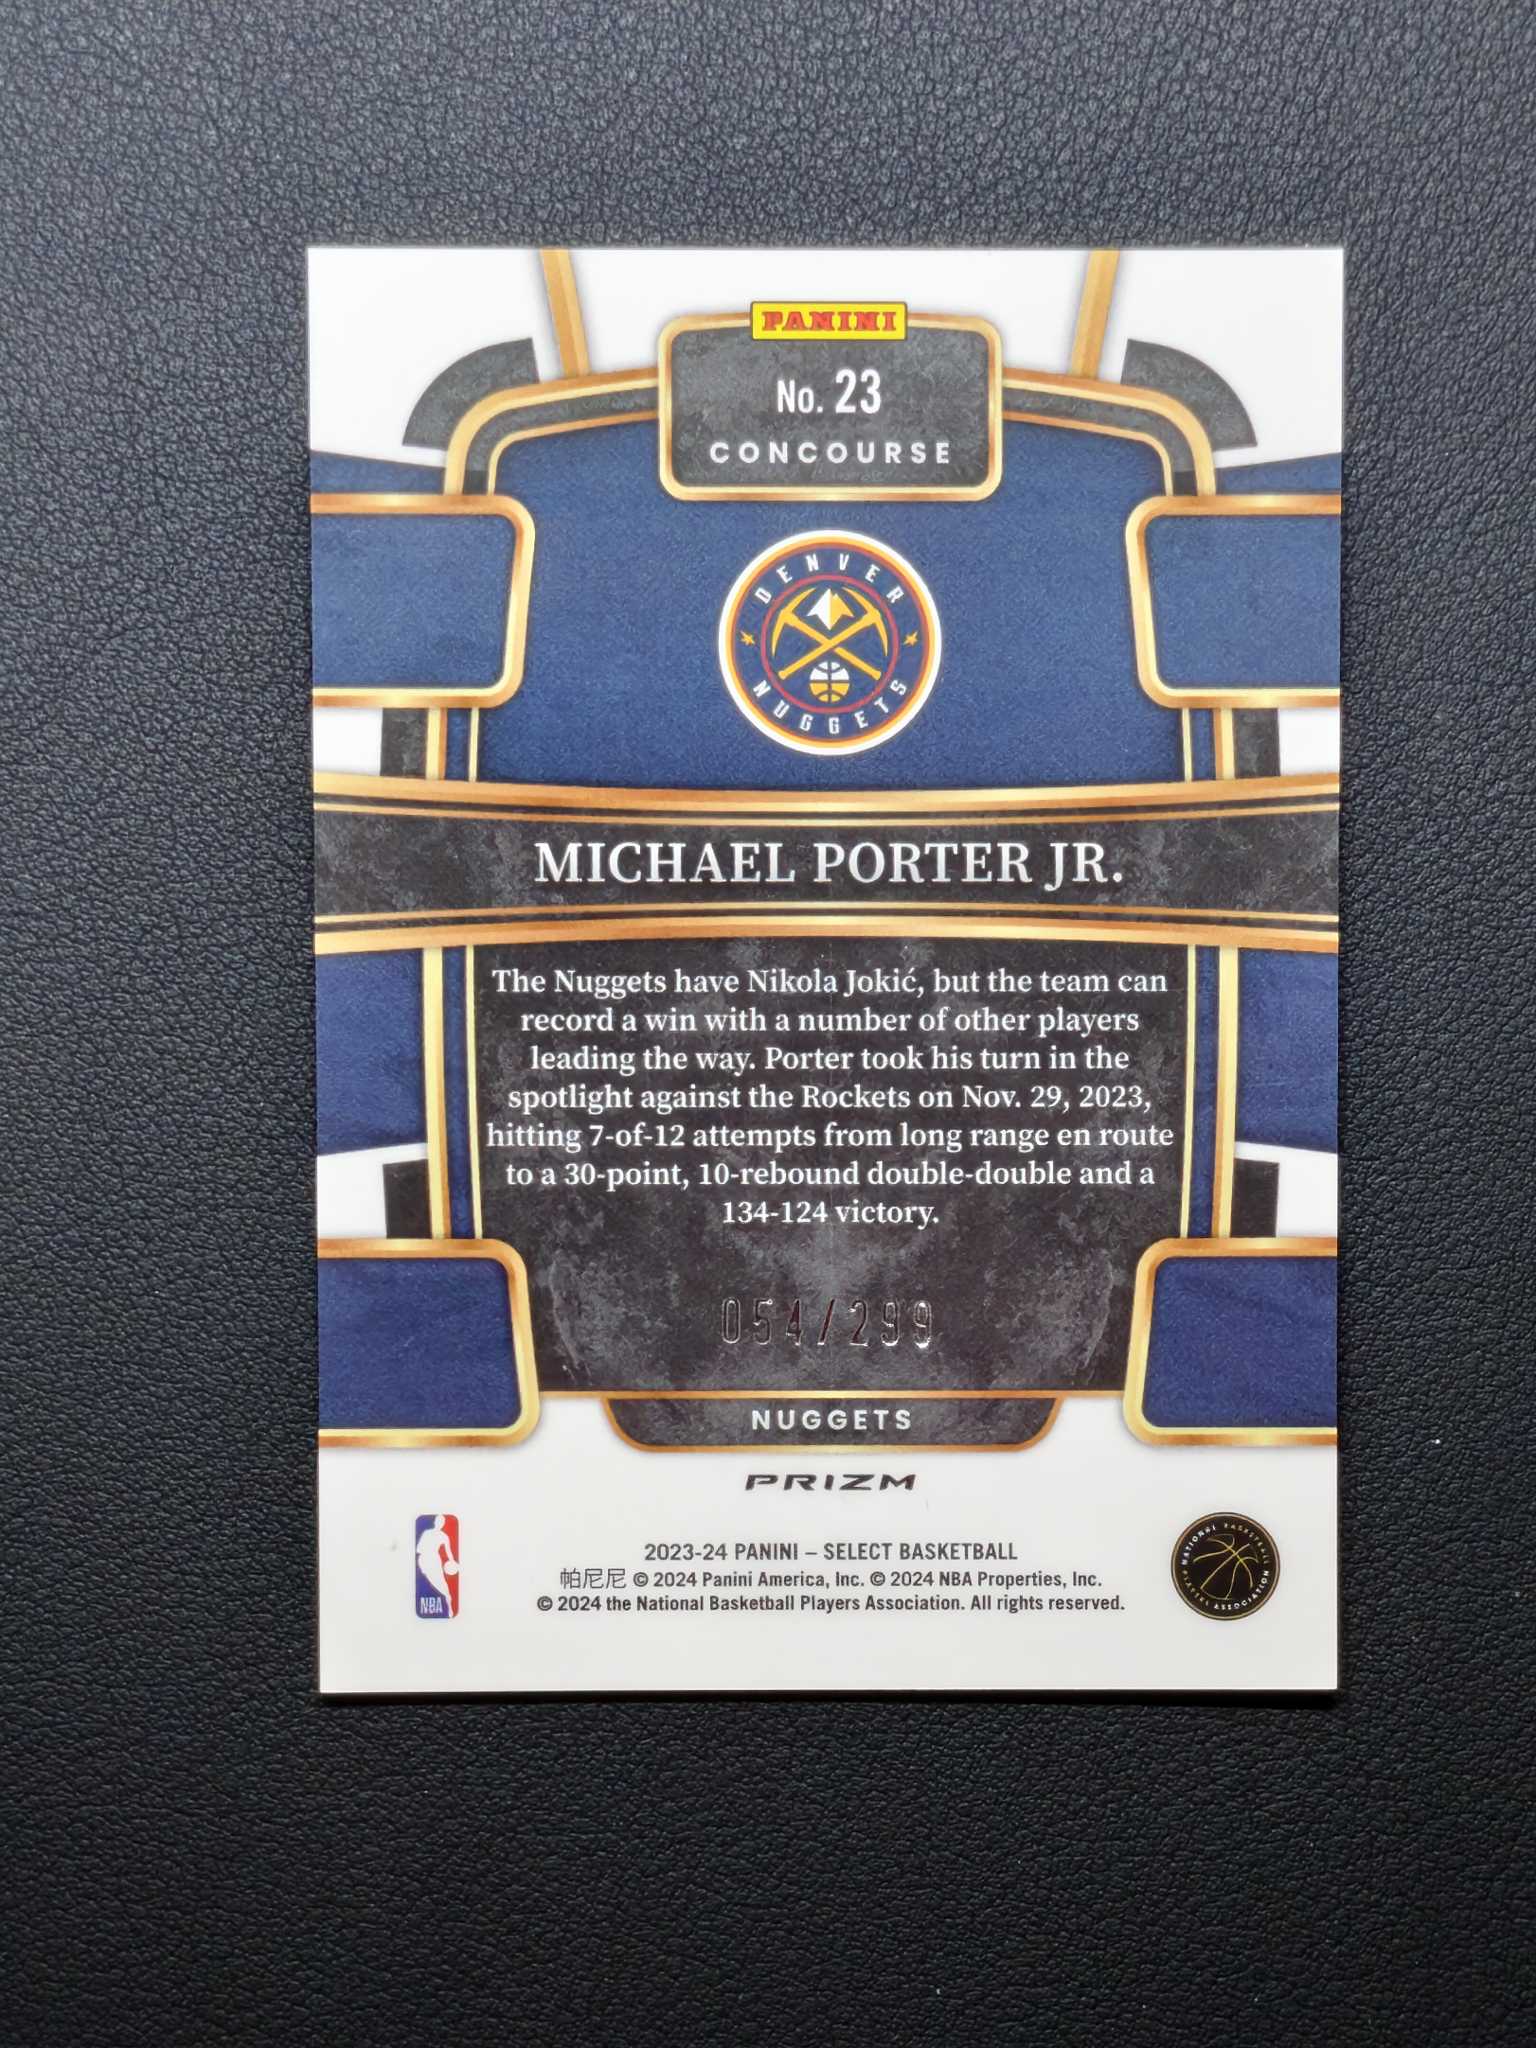 PANINI
No. 23
CONCOURSE
DENVER
NUGGETS
MICHAEL PORTER JR.
The Nuggets have Nikola Jokić, but the team can
record a win with a number of other players
leading the way. Porter took his turn in the
spotlight against the Rockets on Nov. 29, 2023,
hitting 7-of-12 attempts from long range en route
to a 30-point, 10-rebound double-double and a
134-124 victory.
054/299
NUGGETS
PRIZM
2023-24 PANINI – SELECT BASKETBALL
帕尼尼 © 2024 Panini America, Inc. © 2024 NBA Properties, Inc.
© 2024 the National Basketball Players Association. All rights reserved.
NBA
NATIONAL BASKETBALL
PLAYERS ASSOCIATION